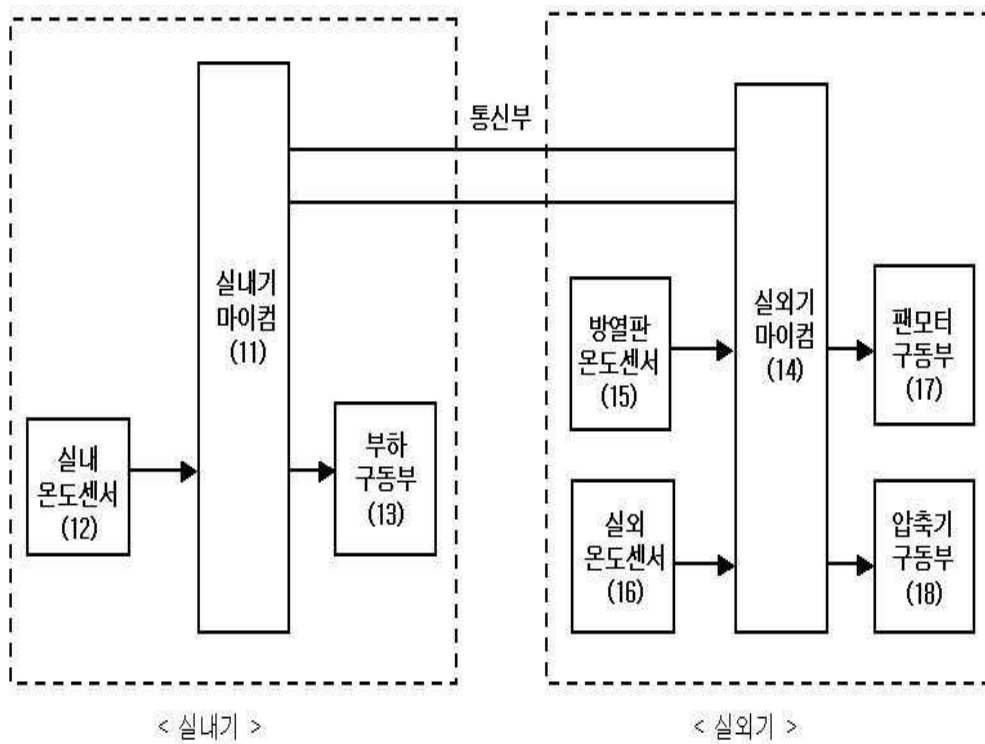 통신부
실내기
마이컴
(11)
실내
온도센서
(12)
부하
구동부
(13)
방열판
온도센서
(15)
실외
온도센서
(16)
실외기
마이컴
(14)
팬모터
구동부
(17)
압축기
구동부
(18)
< 실내기 >
< 실외기 >